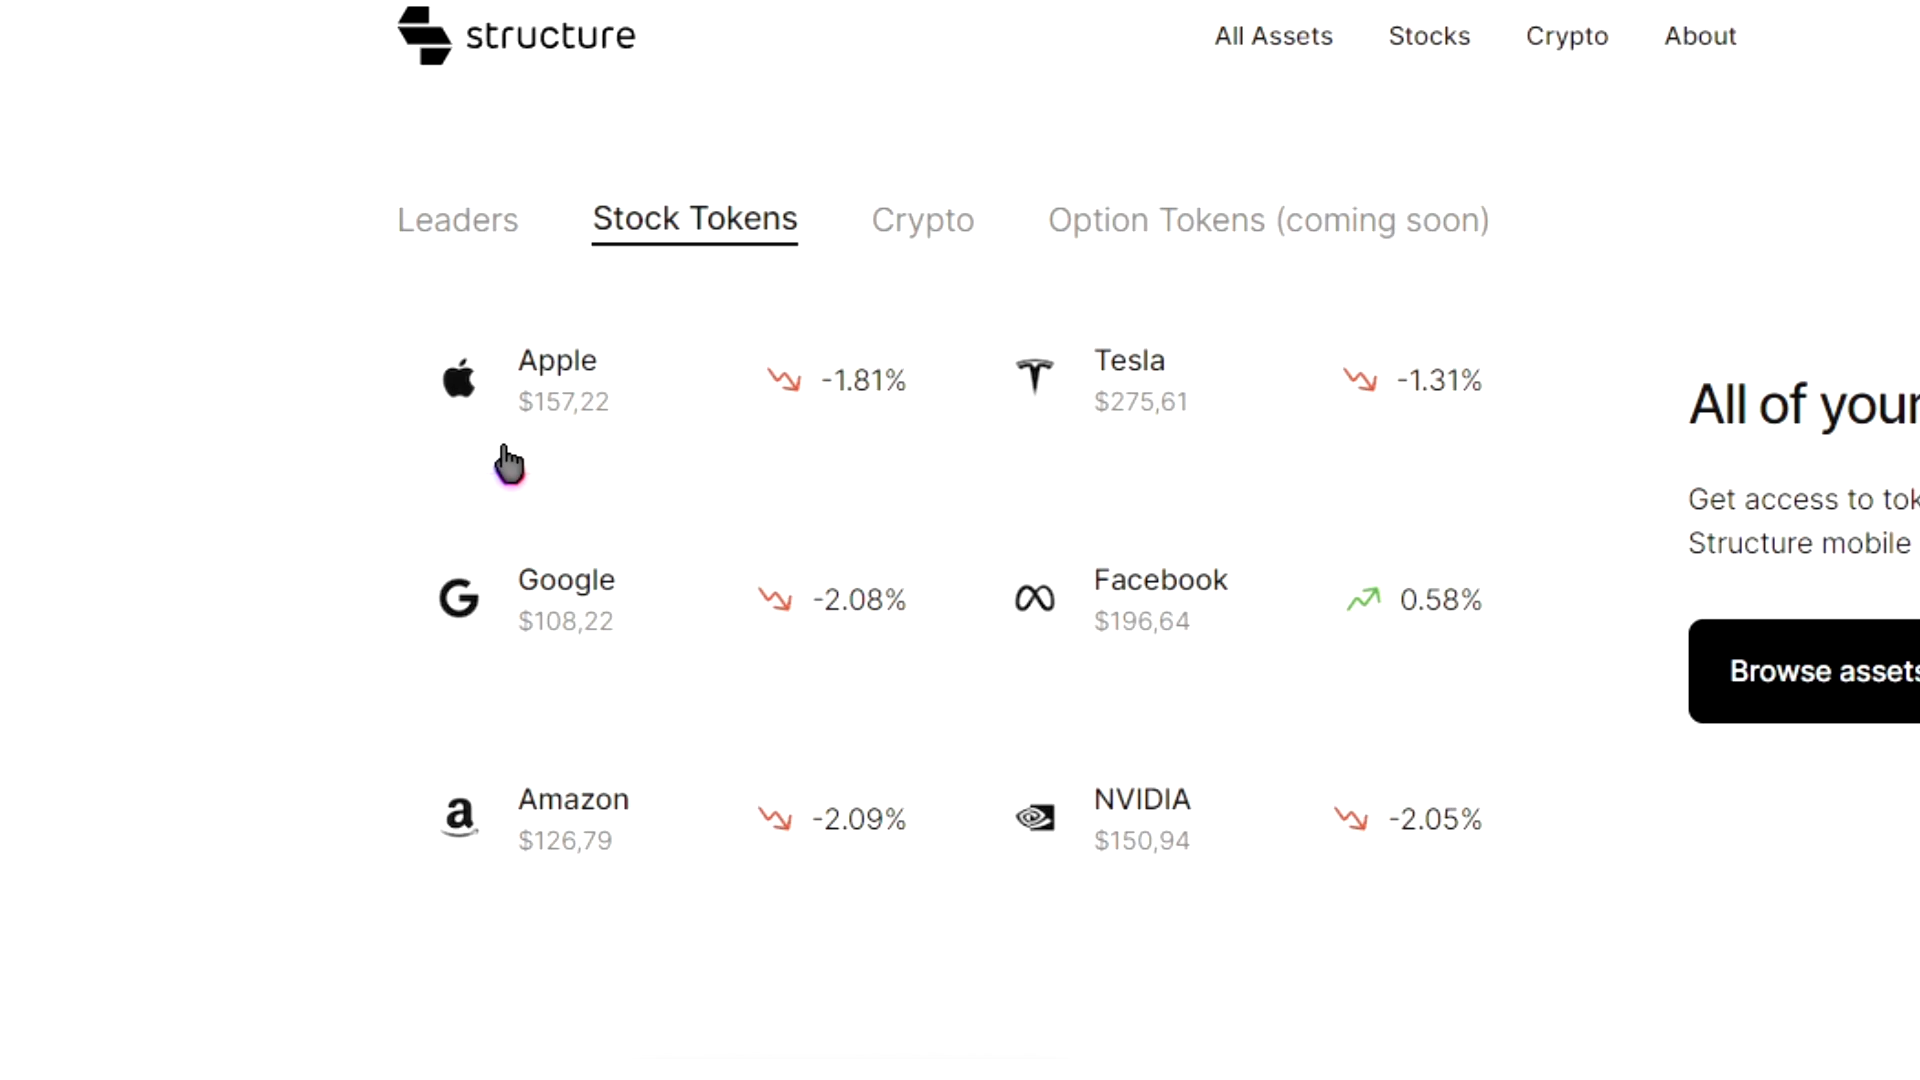 structure
All Assets Stocks Crypto About
Leaders Stock Tokens Crypto Option Tokens (coming soon)
Apple
$157,22
-1.81%
Tesla
$275,61
-1.31%
Google
$108,22
-2.08%
Facebook
$196,64
0.58%
Amazon
$126,79
-2.09%
NVIDIA
$150,94
-2.05%
All of your
Get access to tok
Structure mobile
Browse assets